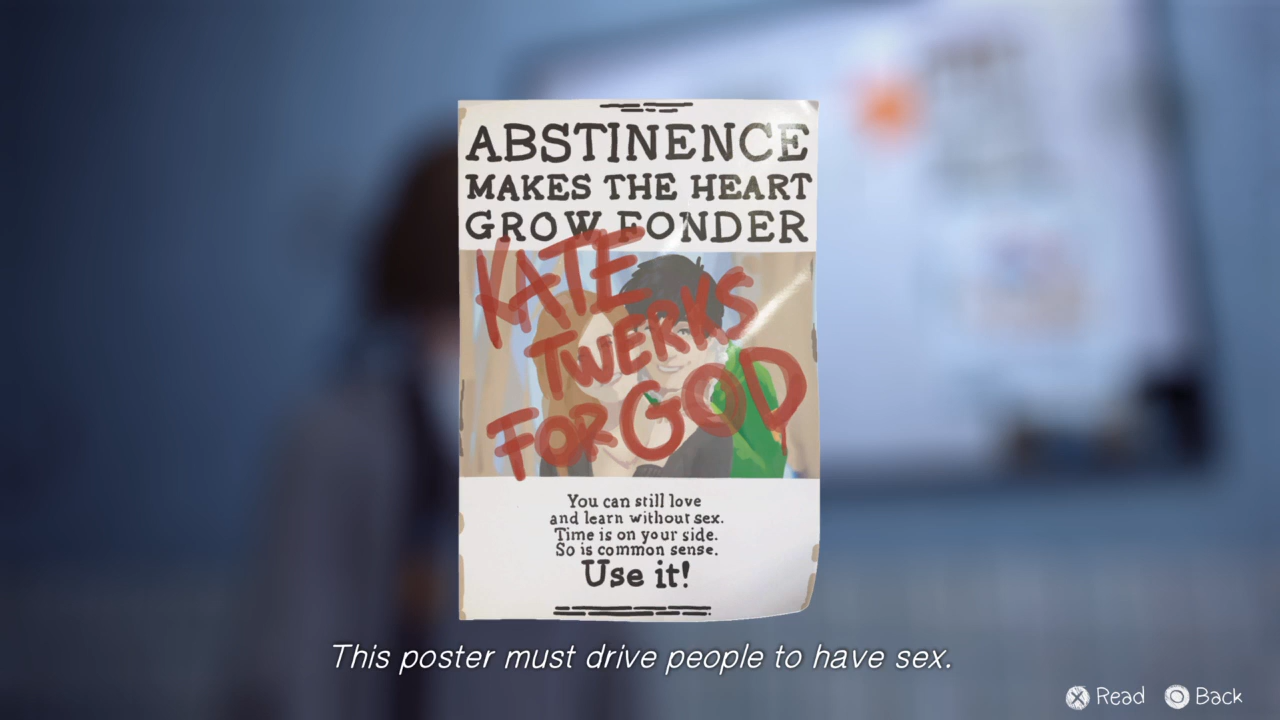 ABSTINENCE
MAKES THE HEART
GROW FONDER
KATE
TWERKS
FOR GOD
You can still love
and learn without sex.
Time is on your side.
So is common sense.
Use it!
This poster must drive people to have sex.
Read Back